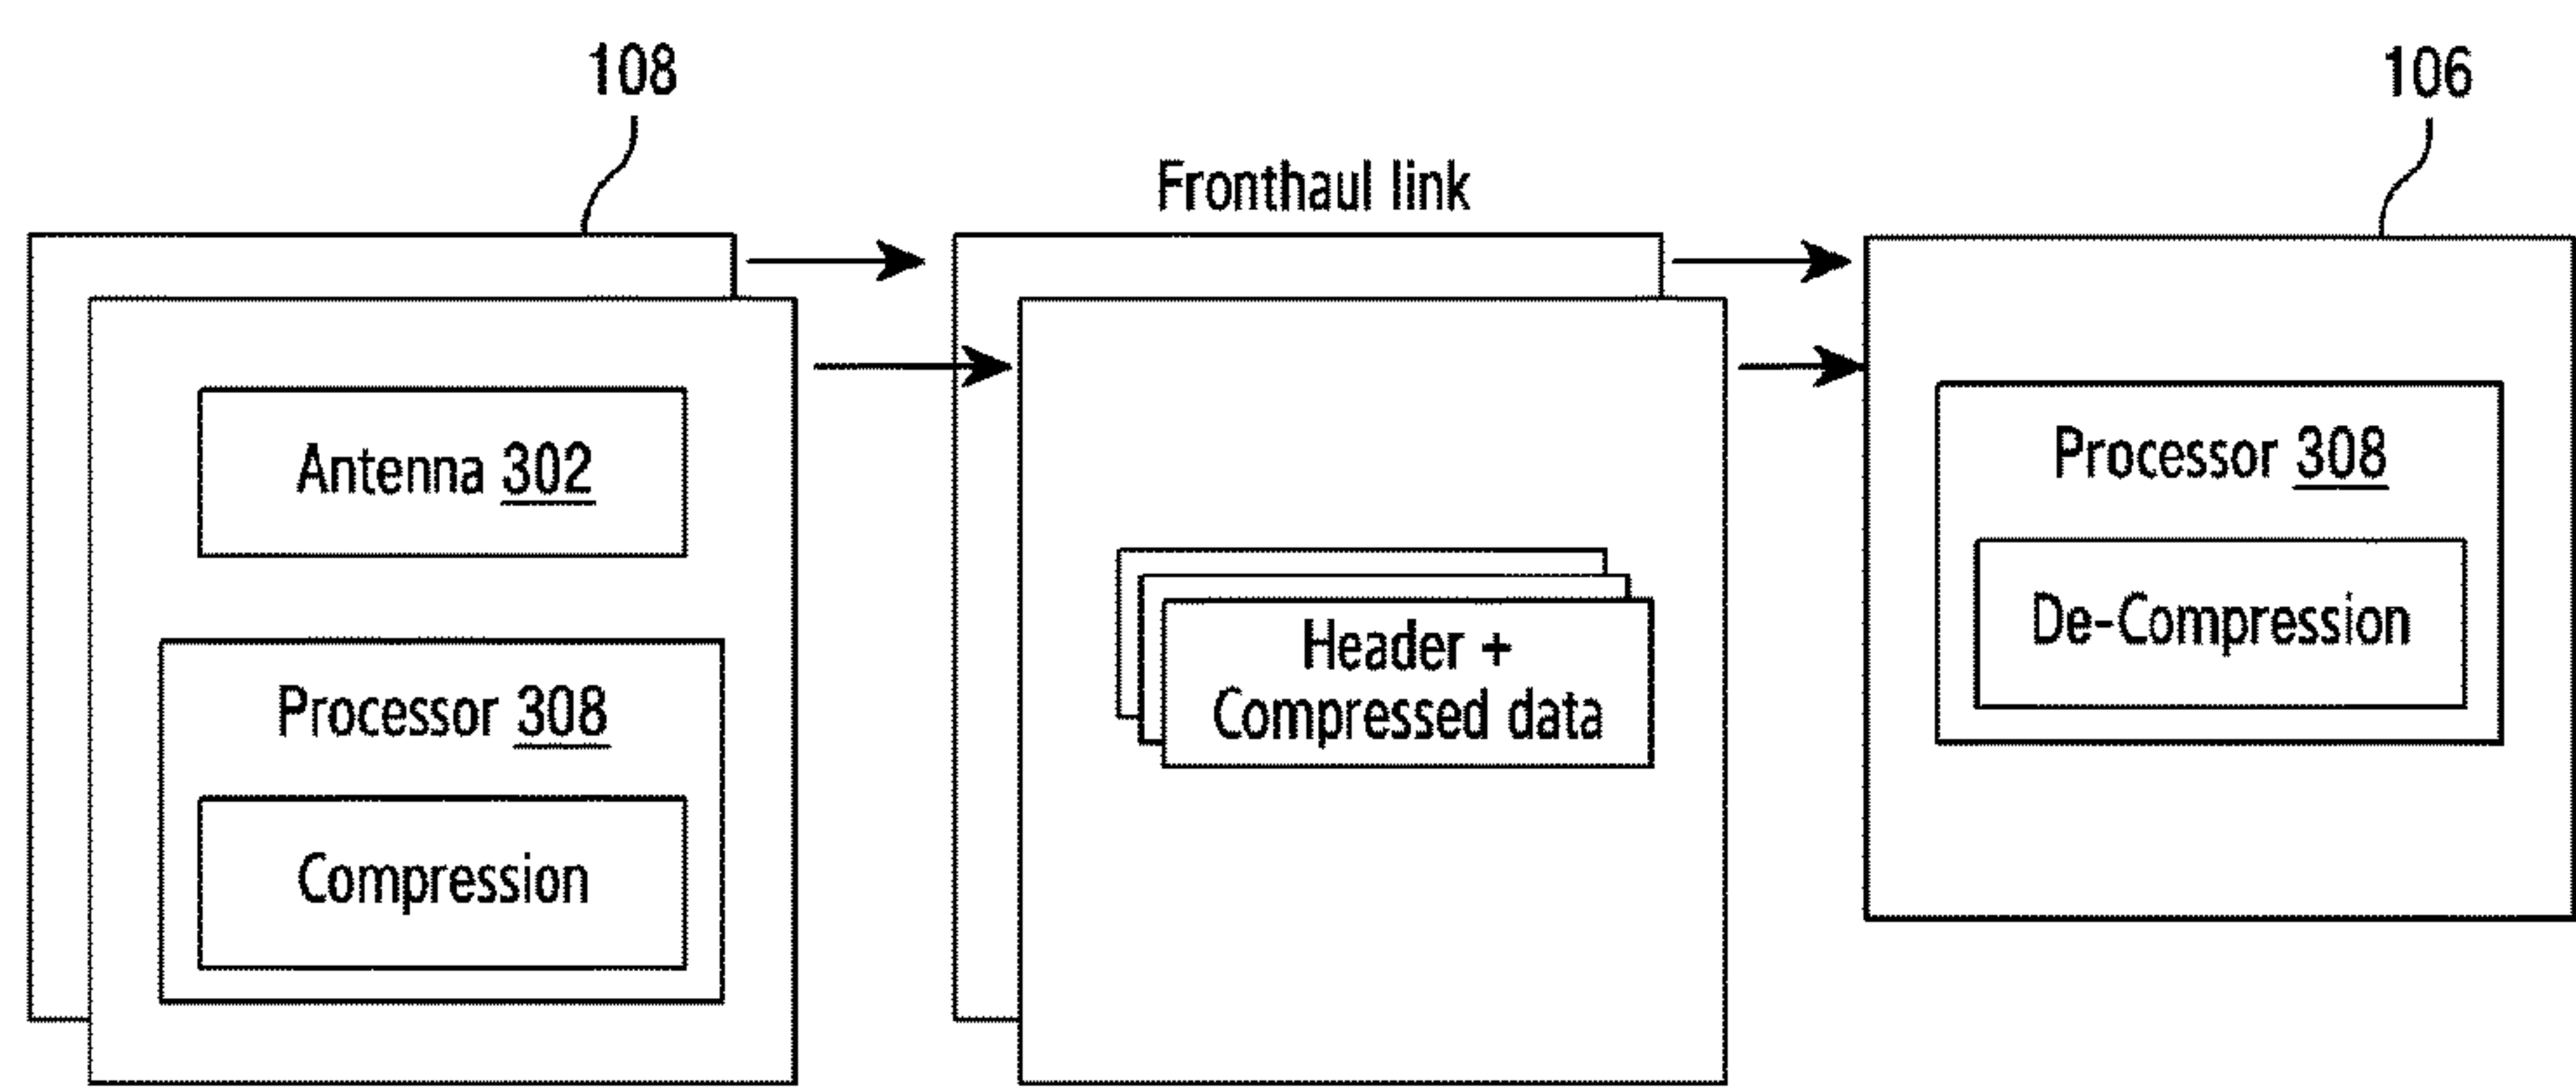 108
106
Fronthaul link
Antenna 302
Processor 308
Compression
Header +
Compressed data
Processor 308
De-Compression